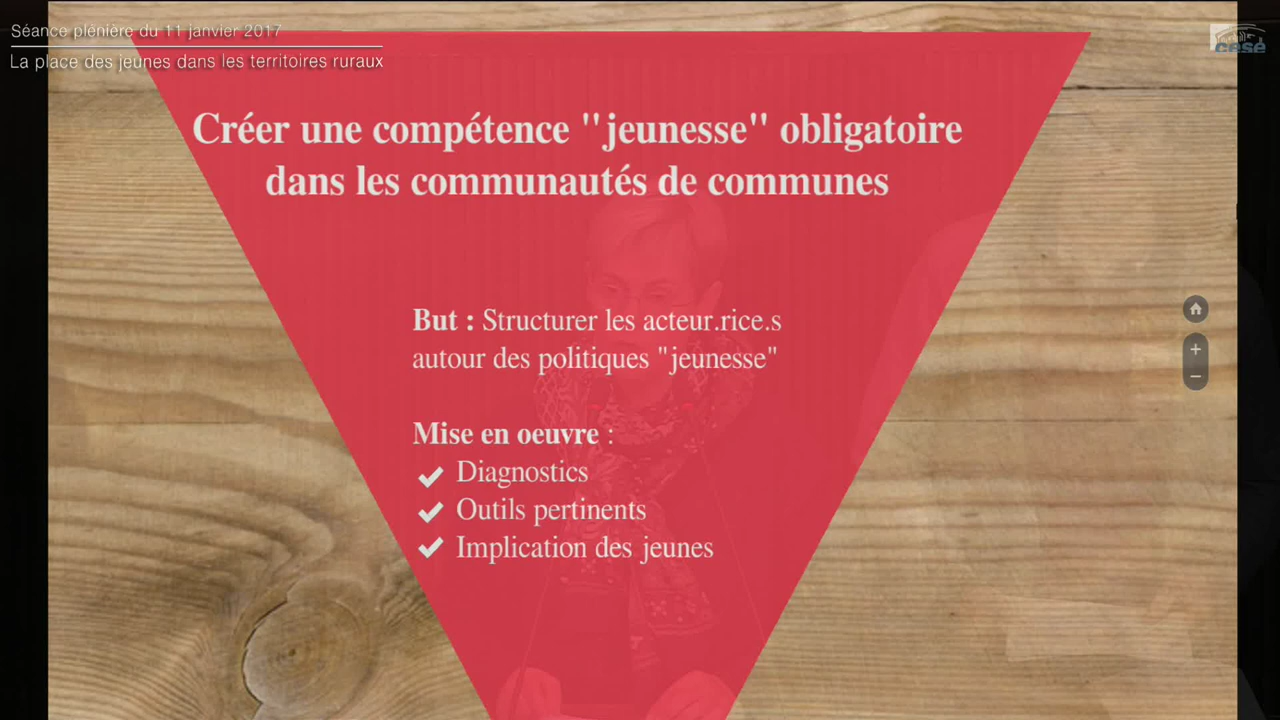 Séance plénière du 11 janvier 2017
La place des jeunes dans les territoires ruraux
cese
Créer une compétence "jeunesse" obligatoire
dans les communautés de communes
But : Structurer les acteur.rice.s
autour des politiques "jeunesse"
Mise en oeuvre :
Diagnostics
Outils pertinents
Implication des jeunes